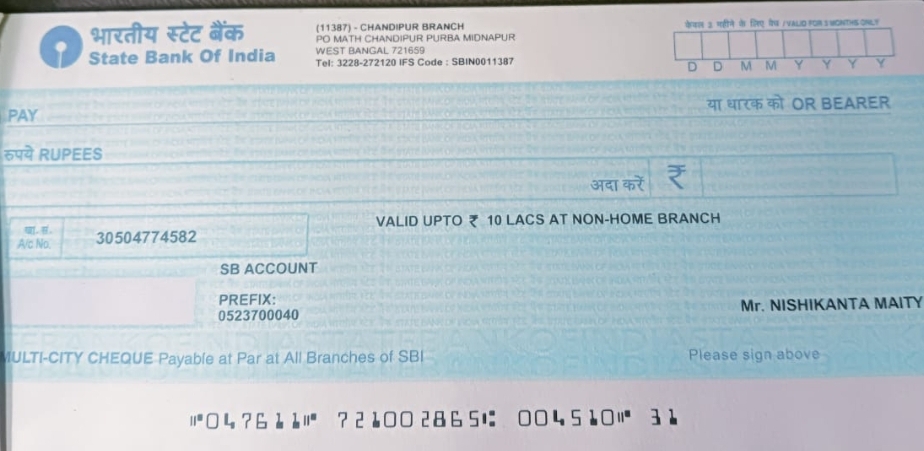 भारतीय स्टेट बैंक
State Bank Of India
(11387) - CHANDIPUR BRANCH
PO MATH CHANDIPUR PURBA MIDNAPUR
WEST BANGAL 721659
Tel: 3228-272120 IFS Code : SBIN0011387
केवल 3 महीने के लिए वैध / VALID FOR 3 MONTHS ONLY
D D M M Y Y Y Y
PAY
या धारक को OR BEARER
रुपये RUPEES
अदा करें ₹
खा. सं.
A/c No.
30504774582
VALID UPTO ₹ 10 LACS AT NON-HOME BRANCH
SB ACCOUNT
PREFIX:
0523700040
Mr. NISHIKANTA MAITY
MULTI-CITY CHEQUE Payable at Par at All Branches of SBI
Please sign above
⑈047611⑈ 721002865⑆ 004510⑈ 31